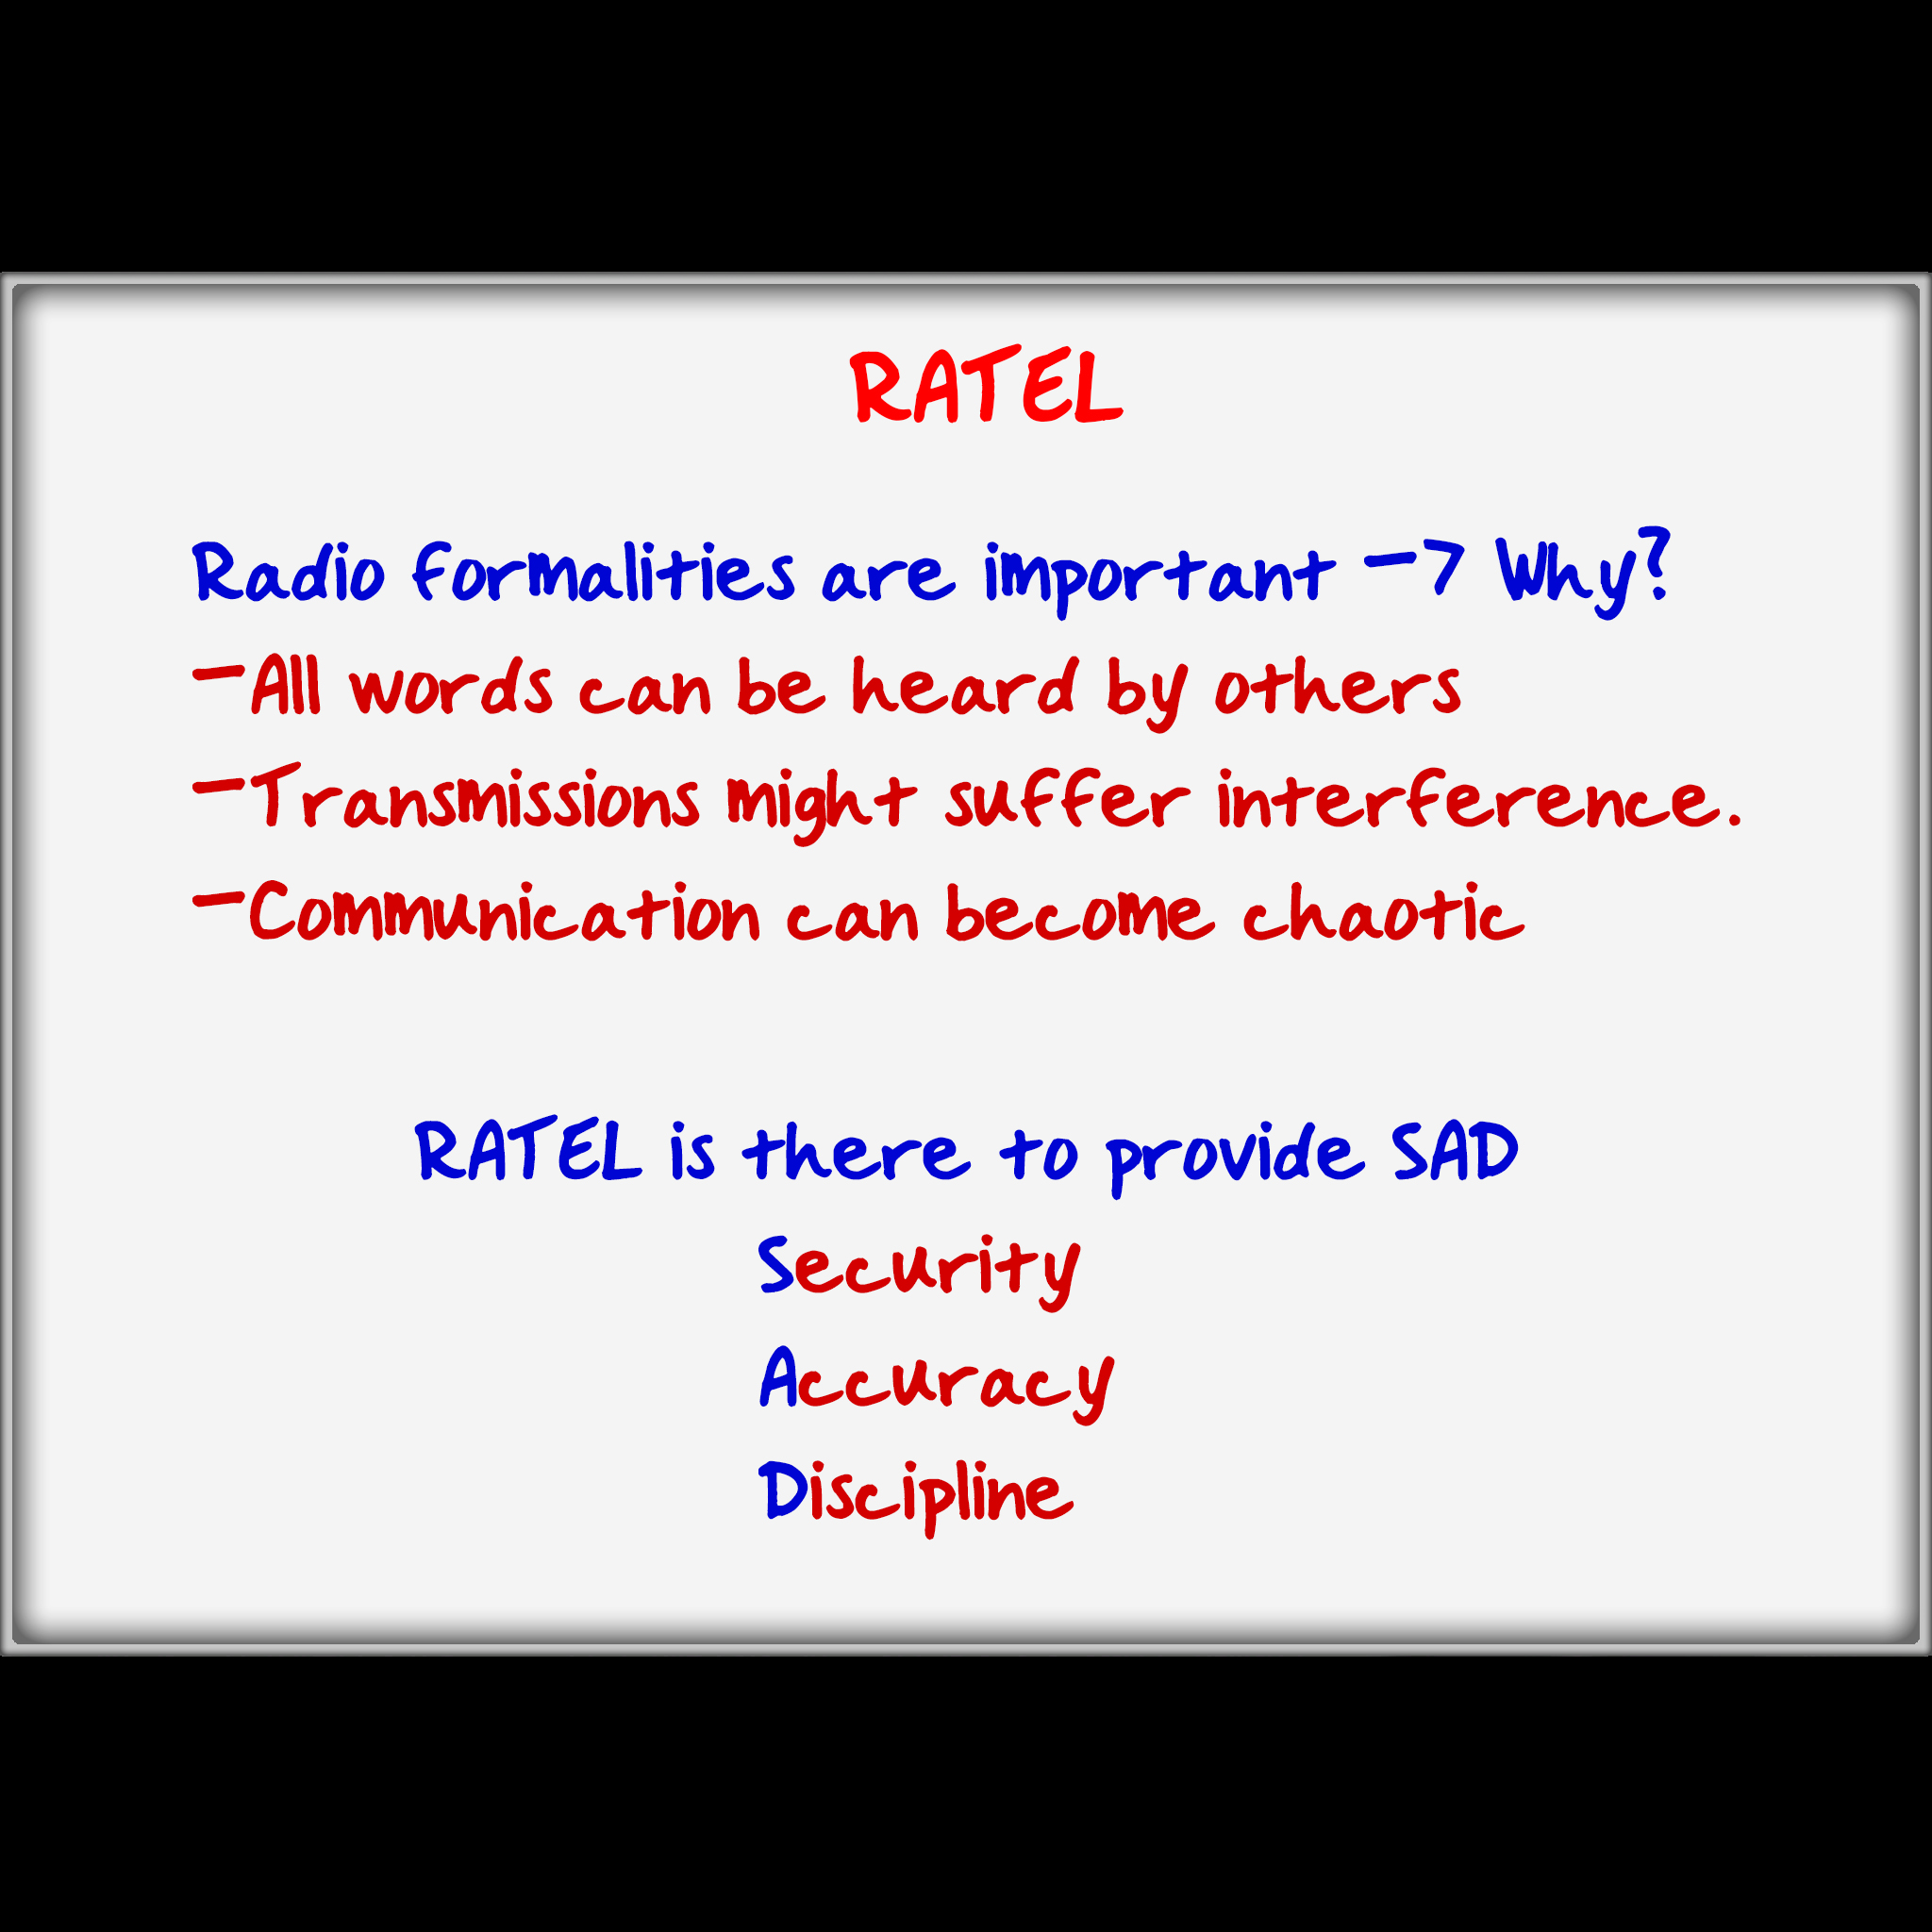 RATEL
Radio formalities are important -7 Why?
-All words can be heard by others
-Transmissions might suffer interference.
-Communication can become chaotic
RATEL is there to provide SAD
Security
Accuracy
Discipline